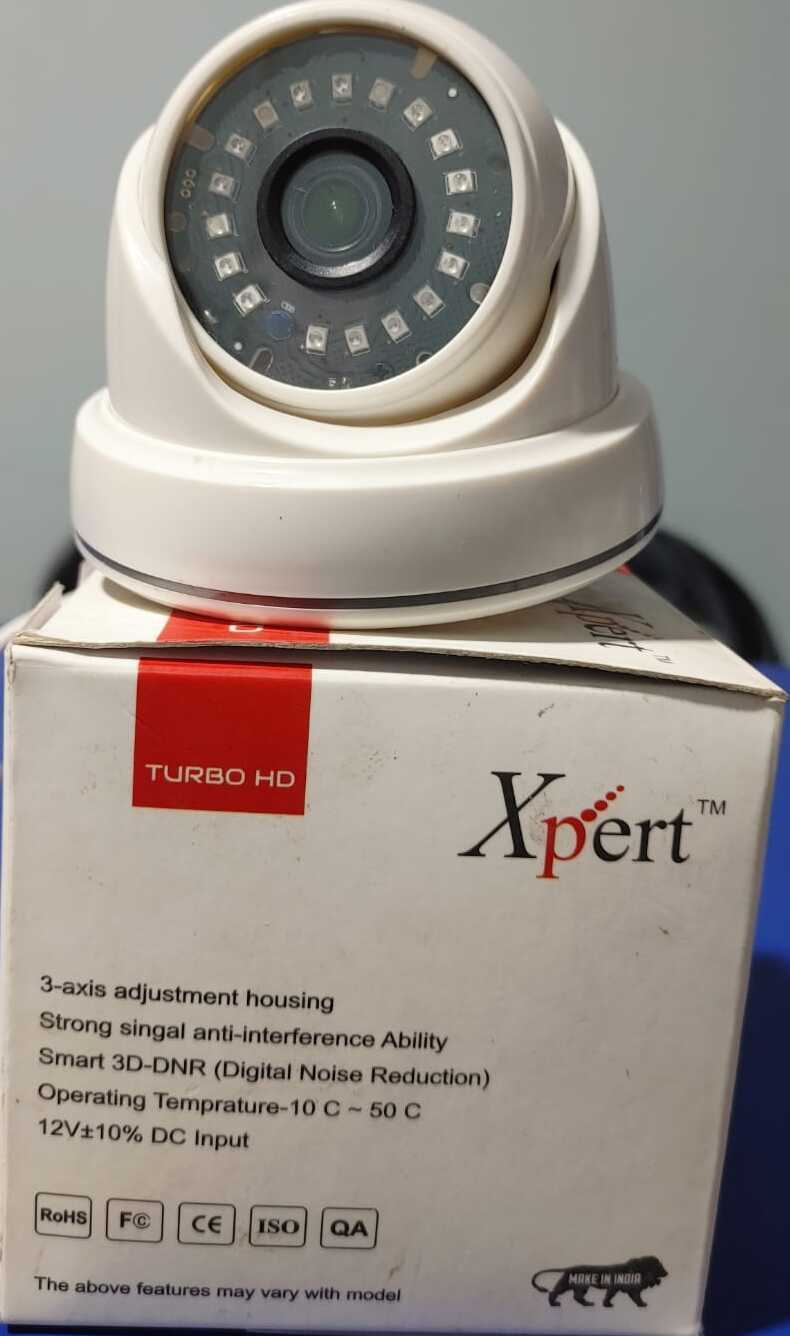 Xpert TM
TURBO HD
Xpert™
3-axis adjustment housing
Strong singal anti-interference Ability
Smart 3D-DNR (Digital Noise Reduction)
Operating Temprature-10 C ~ 50 C
12V±10% DC Input
RoHS FC CE ISO QA
The above features may vary with model
MAKE IN INDIA